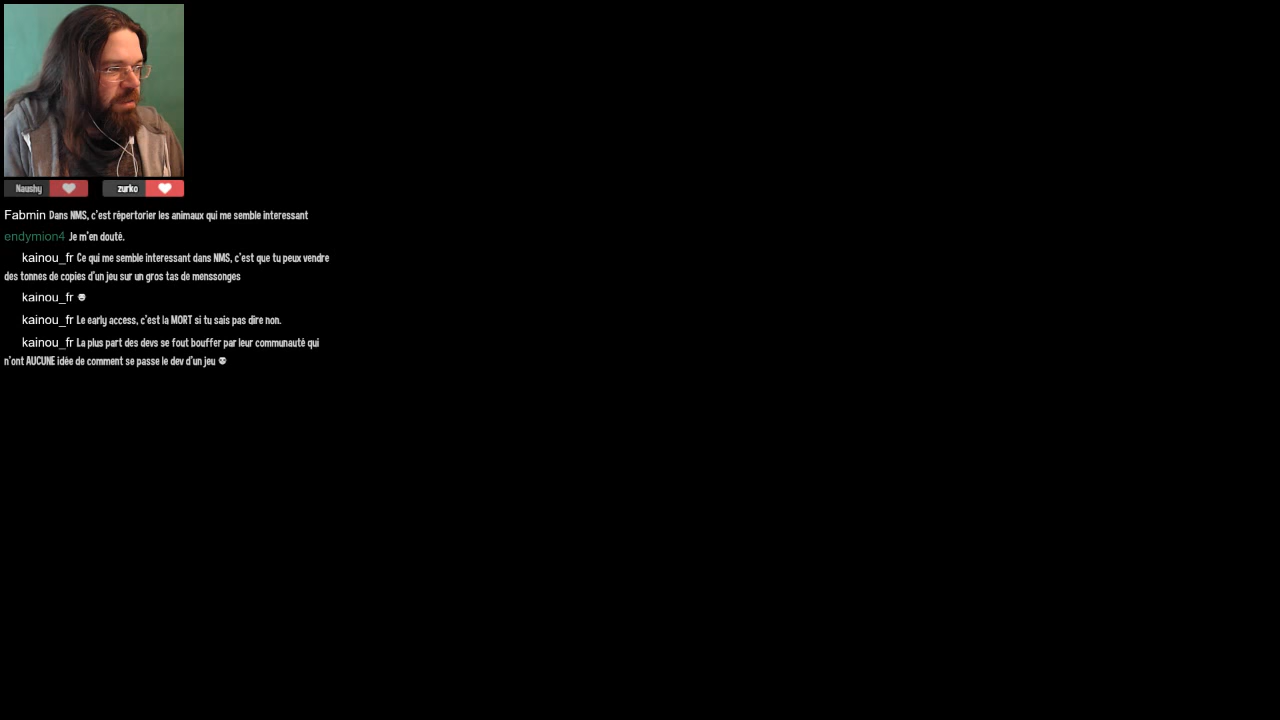 Naushy
zurko
Fabmin Dans NMS, c'est répertorier les animaux qui me semble interessant
endymion4 Je m'en douté.
kainou_fr Ce qui me semble interessant dans NMS, c'est que tu peux vendre
des tonnes de copies d'un jeu sur un gros tas de menssonges
kainou_fr
kainou_fr Le early access, c'est la MORT si tu sais pas dire non.
kainou_fr La plus part des devs se fout bouffer par leur communauté qui
n'ont AUCUNE idée de comment se passe le dev d'un jeu